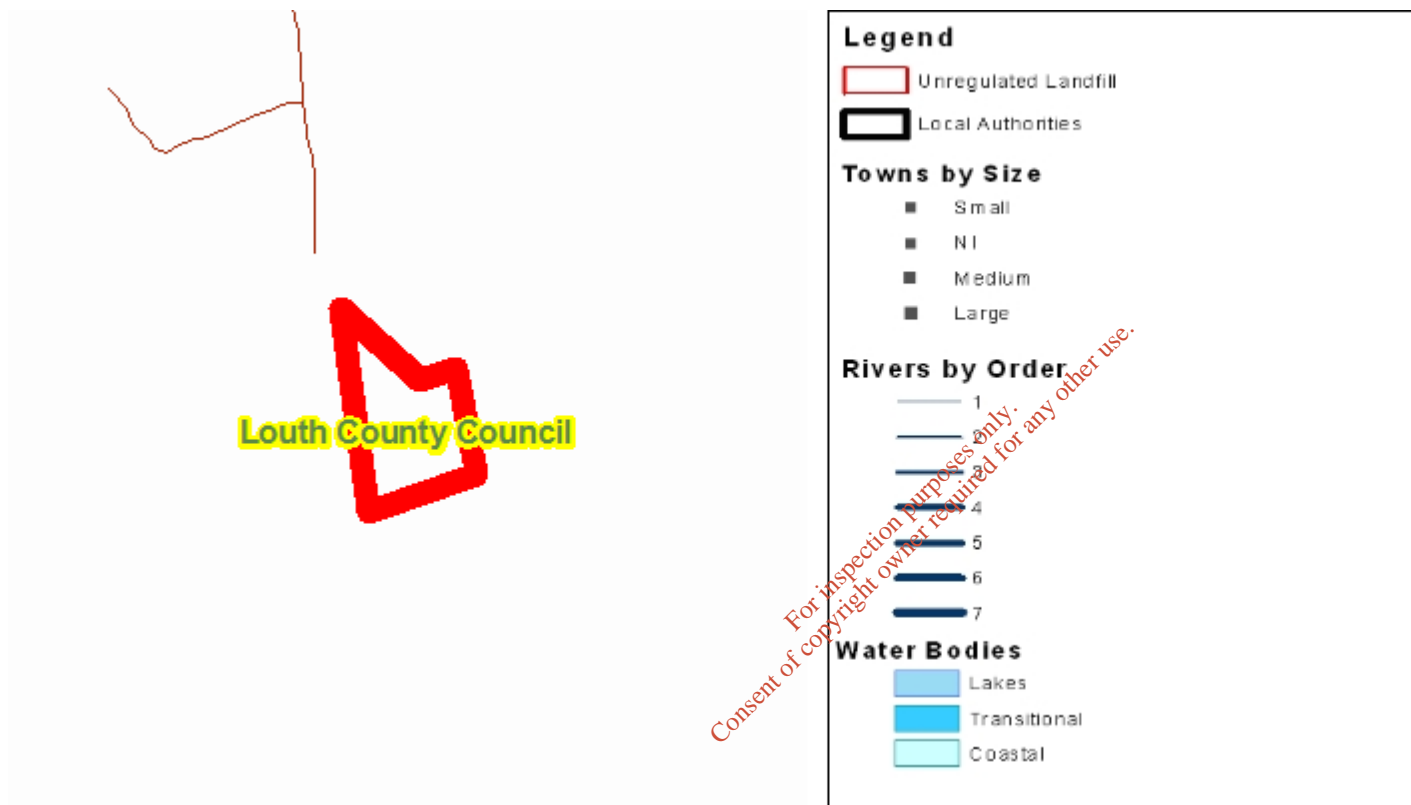 Louth County Council
Legend
Unregulated Landfill
Local Authorities
Towns by Size
Small
NI
Medium
Large
Rivers by Order
1
2
3
4
5
6
7
Water Bodies
Lakes
Transitional
Coastal
For inspection purposes only.
Consent of copyright owner required for any other use.